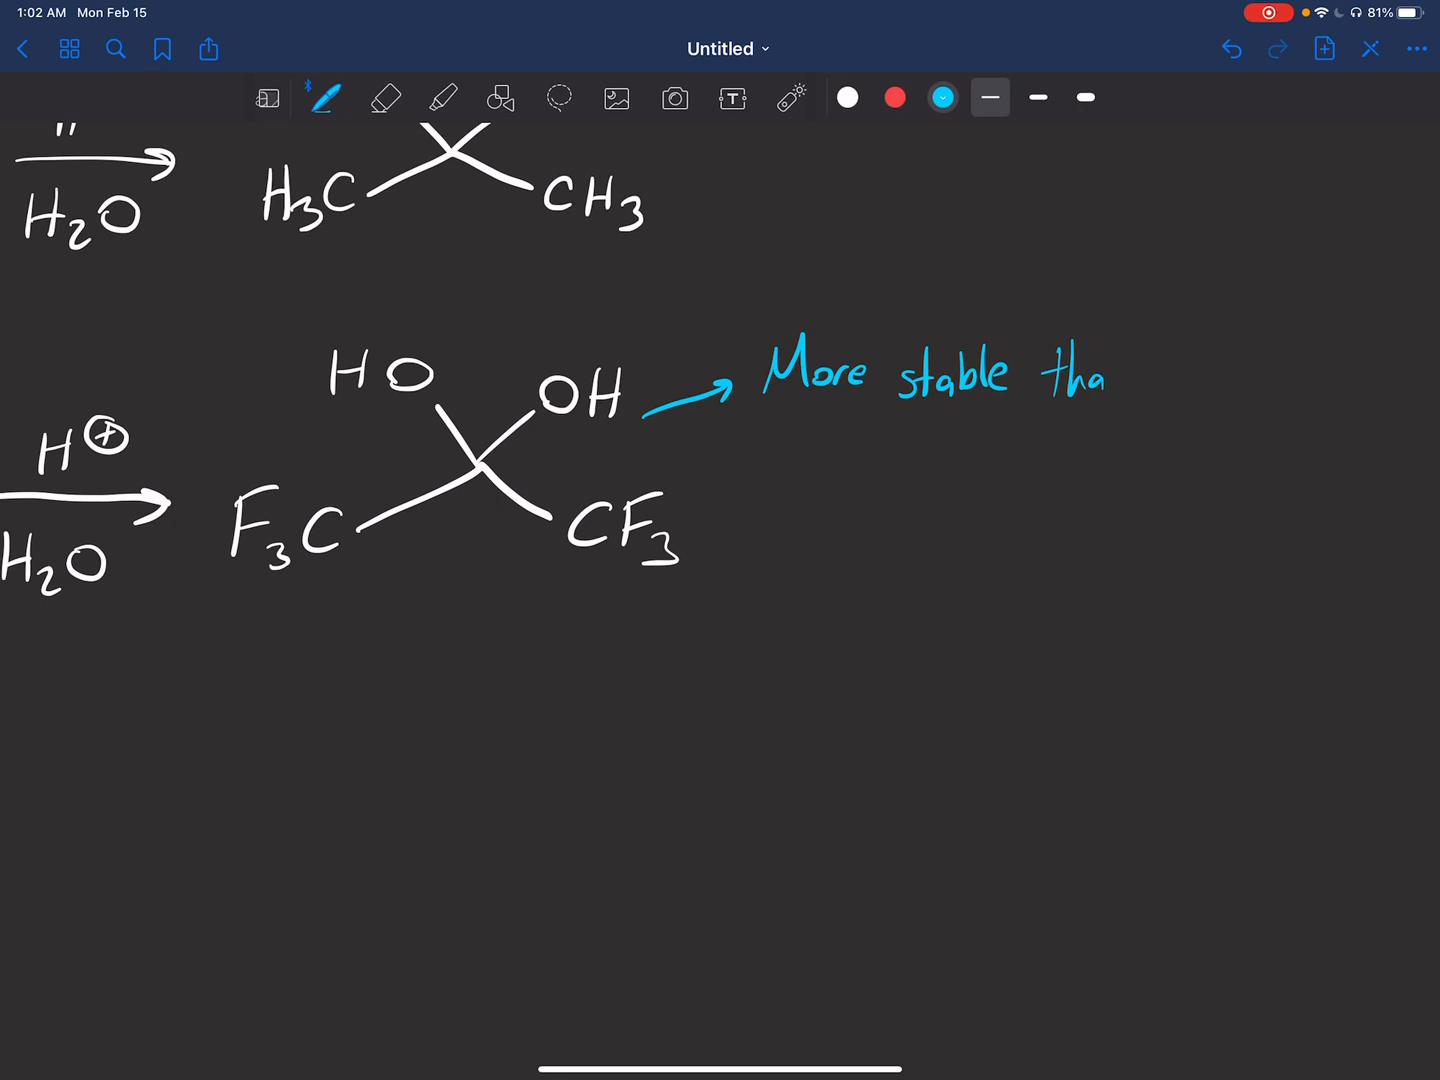 1:02 AM Mon Feb 15
81%
Untitled
T
H₂O
H₃C
CH₃
HO
OH
More stable tha
H⊕
H₂O
F₃C
CF₃